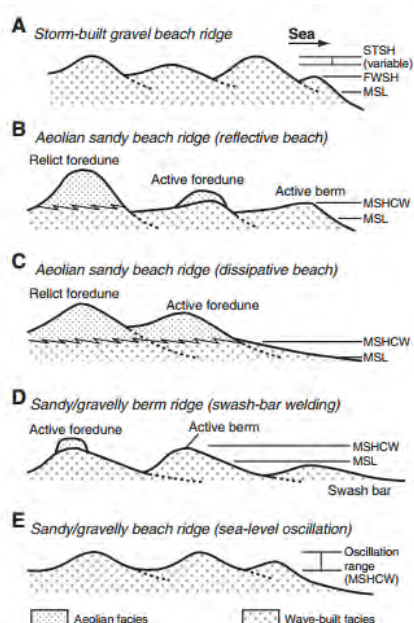 A Storm-built gravel beach ridge
Sea
STSH
(variable)
FWSH
MSL
B Aeolian sandy beach ridge (reflective beach)
Relict foredune
Active foredune
Active berm
MSHCW
MSL
C Aeolian sandy beach ridge (dissipative beach)
Relict foredune
Active foredune
MSHCW
MSL
D Sandy/gravelly berm ridge (swash-bar welding)
Active foredune
Active berm
MSHCW
MSL
Swash bar
E Sandy/gravelly beach ridge (sea-level oscillation)
Oscillation
range
(MSHCW)
Aeolian facies
Wave-built facies